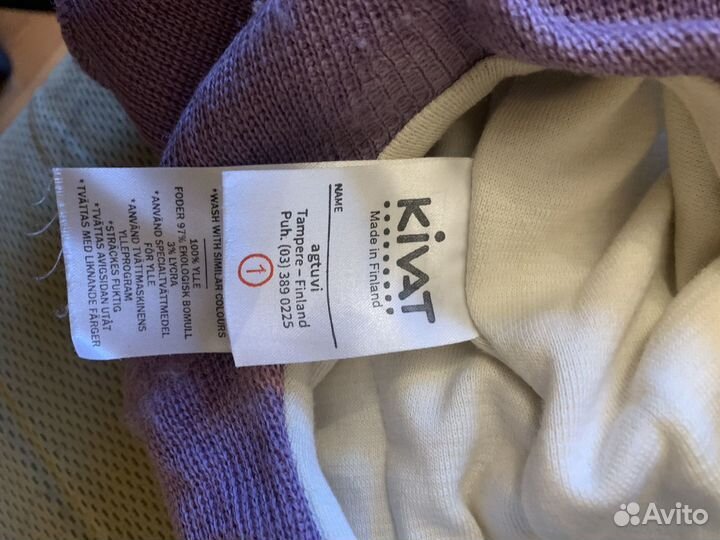 KIVAT
Made in Finland
NAME
agtuvi
Tampere – Finland
Puh. (03) 389 0225
1
•WASH WITH SIMILAR COLOURS
100% YLLE
FODER 97% EKOLOGISK BOMULL
3% LYCRA
•ANVÄND SPECIALTVÄTTMEDEL
FÖR YLLE
•ANVÄND TVÄTTMASKINENS
YLLEPROGRAM
•STRÄCKES FUKTIG
•TVÄTTAS AVIGSIDAN UTÅT
•TVÄTTAS MED LIKNANDE FÄRGER
Avito